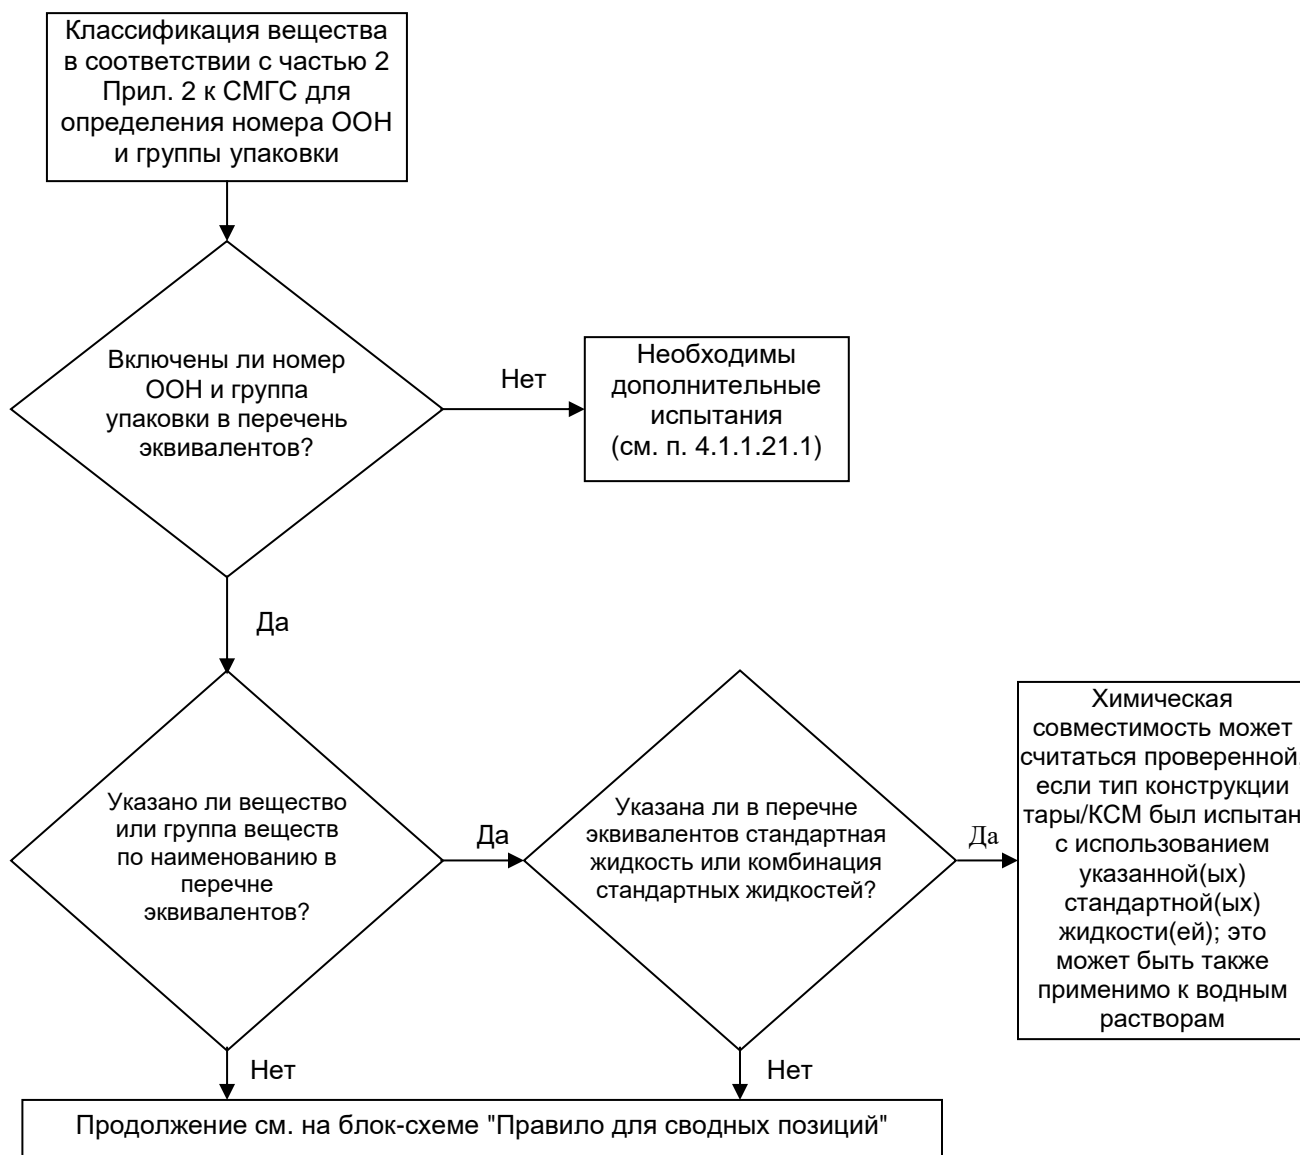 Классификация вещества
в соответствии с частью 2
Прил. 2 к СМГС для
определения номера ООН
и группы упаковки
Включены ли номер
ООН и группа
упаковки в перечень
эквивалентов?
Нет
Необходимы
дополнительные
испытания
(см. п. 4.1.1.21.1)
Да
Указано ли вещество
или группа веществ
по наименованию в
перечне
эквивалентов?
Да
Указана ли в перечне
эквивалентов стандартная
жидкость или комбинация
стандартных жидкостей?
Да
Химическая
совместимость может
считаться проверенной,
если тип конструкции
тары/КСМ был испытан
с использованием
указанной(ых)
стандартной(ых)
жидкости(ей); это
может быть также
применимо к водным
растворам
Нет
Нет
Продолжение см. на блок-схеме "Правило для сводных позиций"